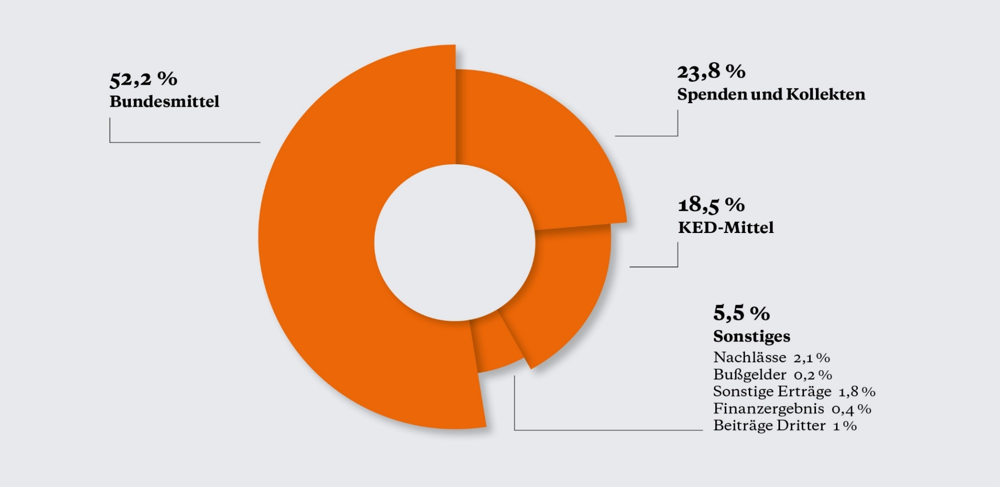 52,2 %
Bundesmittel
23,8 %
Spenden und Kollekten
18,5 %
KED-Mittel
5,5 %
Sonstiges
Nachlässe 2,1 %
Bußgelder 0,2 %
Sonstige Erträge 1,8 %
Finanzergebnis 0,4 %
Beiträge Dritter 1 %